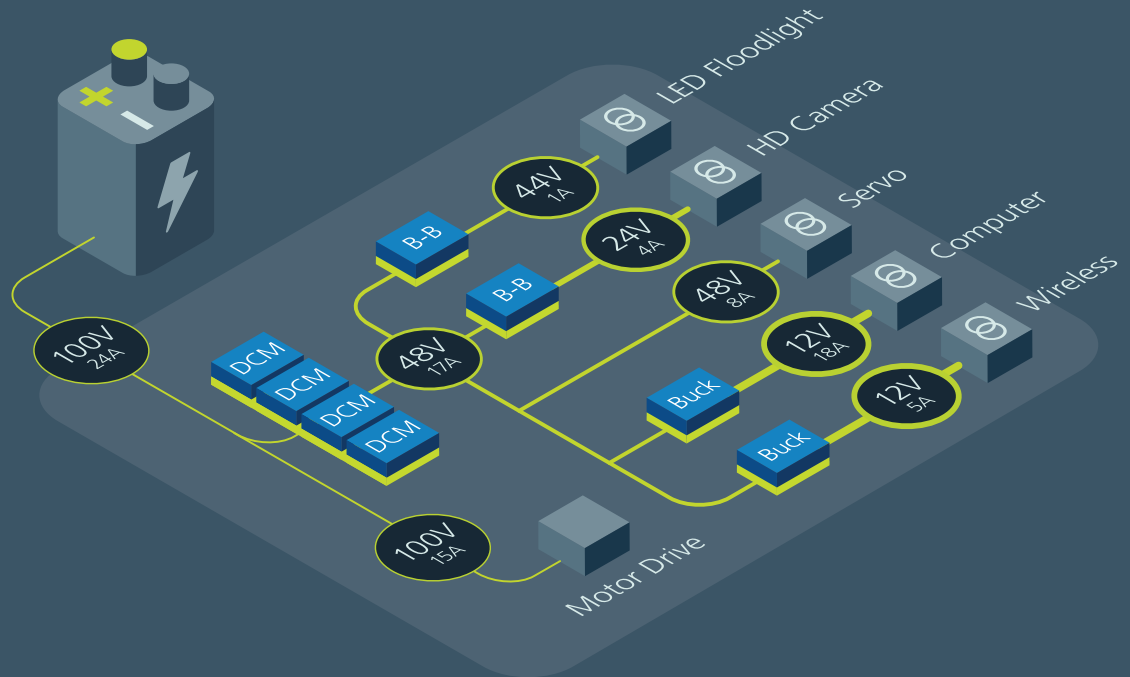 LED Floodlight
HD Camera
Servo
Computer
Wireless
44V
1A
B-B
24V
4A
B-B
48V
8A
100V
24A
DCM
DCM
DCM
DCM
48V
17A
12V
18A
Buck
12V
5A
Buck
100V
15A
Motor Drive